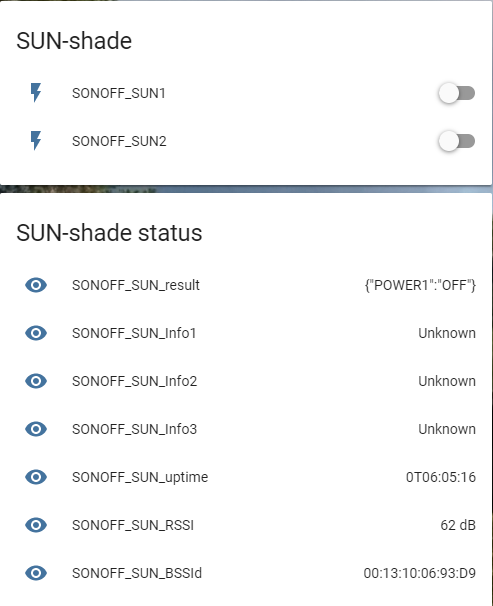 SUN-shade
SONOFF_SUN1
SONOFF_SUN2
SUN-shade status
SONOFF_SUN_result {"POWER1":"OFF"}
SONOFF_SUN_Info1 Unknown
SONOFF_SUN_Info2 Unknown
SONOFF_SUN_Info3 Unknown
SONOFF_SUN_uptime 0T06:05:16
SONOFF_SUN_RSSI 62 dB
SONOFF_SUN_BSSId 00:13:10:06:93:D9